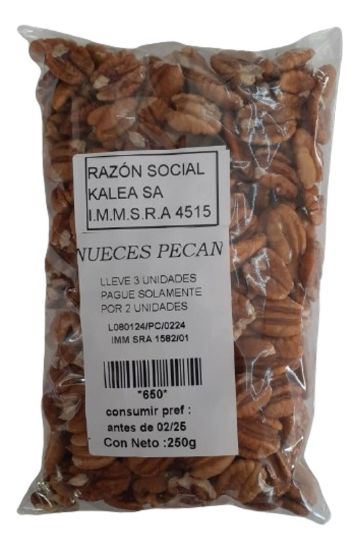 RAZÓN SOCIAL
KALEA SA
I.M.M.S.R.A 4515
NUECES PECAN
LLEVE 3 UNIDADES
PAGUE SOLAMENTE
POR 2 UNIDADES
L080124/PC/0224
IMM SRA 1582/01
*650*
consumir pref :
antes de 02/25
Con Neto :250g